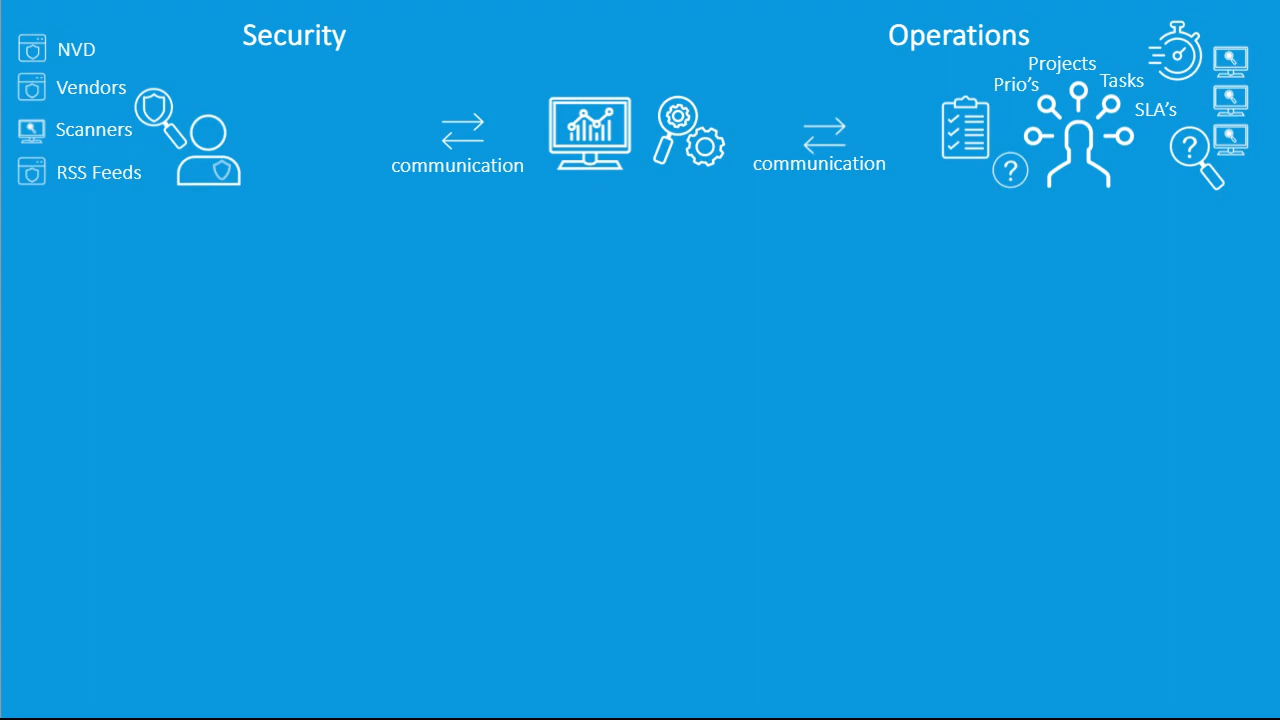 Security
Operations
NVD
Vendors
Scanners
RSS Feeds
communication
communication
Prio's
Projects
Tasks
SLA's
?
?